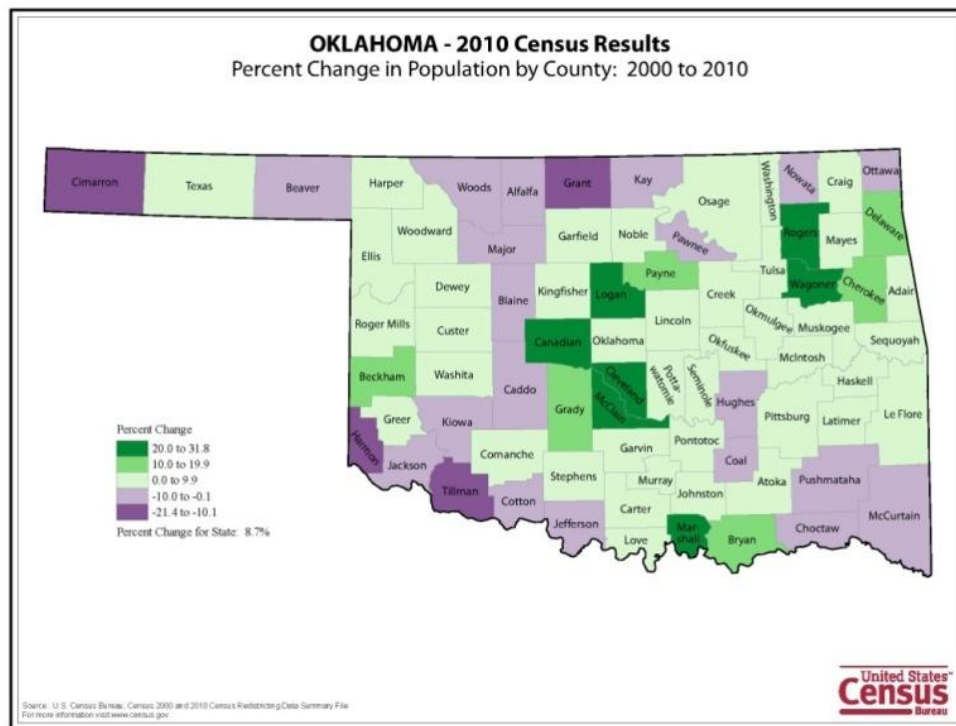 OKLAHOMA - 2010 Census Results
Percent Change in Population by County: 2000 to 2010
Cimarron
Texas
Beaver
Harper
Woods
Alfalfa
Grant
Kay
Osage
Washington
Nowata
Craig
Ottawa
Woodward
Ellis
Major
Garfield
Noble
Pawnee
Rogers
Mayes
Delaware
Dewey
Blaine
Kingfisher
Logan
Payne
Creek
Tulsa
Wagoner
Cherokee
Adair
Roger Mills
Custer
Canadian
Oklahoma
Lincoln
Okfuskee
Okmulgee
Muskogee
Sequoyah
McIntosh
Beckham
Washita
Caddo
Grady
Cleveland
McClain
Potta-
watomie
Seminole
Hughes
Haskell
Pittsburg
Latimer
Le Flore
Greer
Kiowa
Harmon
Jackson
Comanche
Tillman
Cotton
Stephens
Garvin
Pontotoc
Coal
Murray
Johnston
Atoka
Pushmataha
McCurtain
Jefferson
Carter
Love
Mar-
shall
Bryan
Choctaw
Percent Change
20.0 to 31.8
10.0 to 19.9
0.0 to 9.9
-10.0 to -0.1
-21.4 to -10.1
Percent Change for State: 8.7%
Source: U.S. Census Bureau, Census 2000 and 2010 Census Redistricting Data Summary File
For more information visit www.census.gov
United States™
Census
Bureau